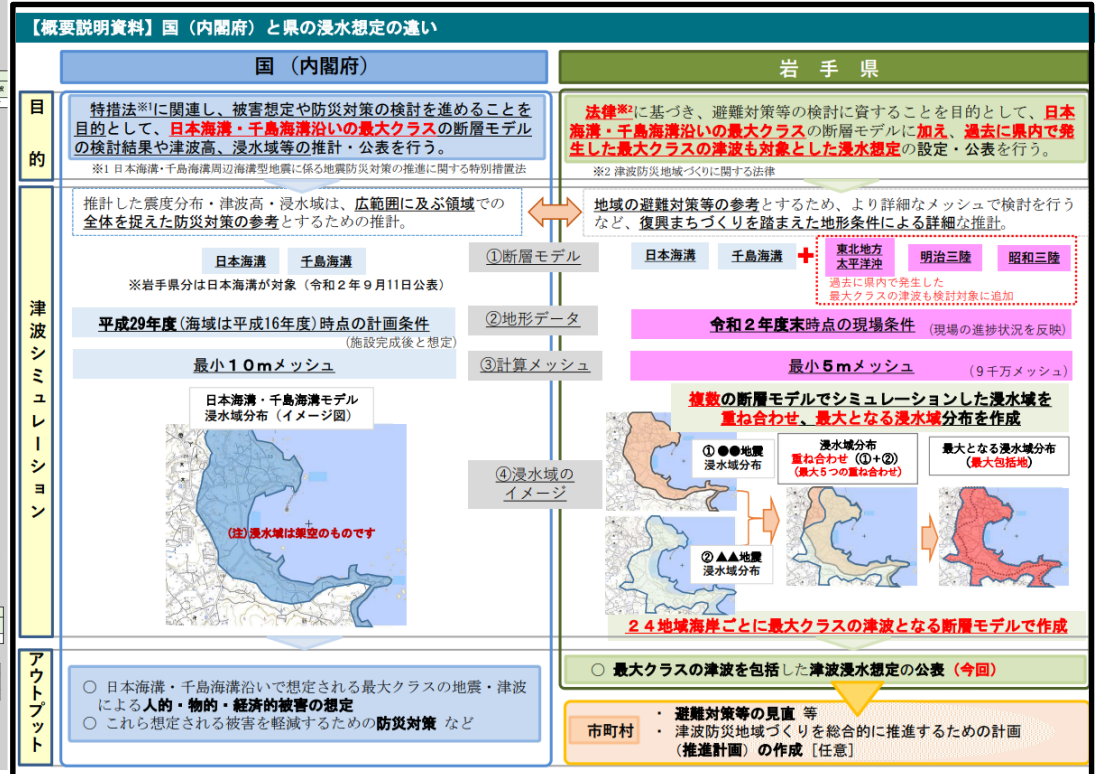 【概要説明資料】国（内閣府）と県の浸水想定の違い
国（内閣府）
岩手県
目的
特措法※1に関連し、被害想定や防災対策の検討を進めることを
目的として、日本海溝・千島海溝沿いの最大クラスの断層モデル
の検討結果や津波高、浸水域等の推計・公表を行う。
※1 日本海溝・千島海溝周辺海溝型地震に係る地震防災対策の推進に関する特別措置法
法律※2に基づき、避難対策等の検討に資することを目的として、日本
海溝・千島海溝沿いの最大クラスの断層モデルに加え、過去に県内で発
生した最大クラスの津波も対象とした浸水想定の設定・公表を行う。
※2 津波防災地域づくりに関する法律
津波シミュレーション
推計した震度分布・津波高・浸水域は、広範囲に及ぶ領域での
全体を捉えた防災対策の参考とするための推計。
地域の避難対策等の参考とするため、より詳細なメッシュで検討を行う
など、復興まちづくりを踏まえた地形条件による詳細な推計。
日本海溝
千島海溝
※岩手県分は日本海溝が対象（令和２年９月11日公表）
①断層モデル
日本海溝
千島海溝
+
東北地方
太平洋沖
明治三陸
昭和三陸
過去に県内で発生した
最大クラスの津波も検討対象に追加
平成29年度(海域は平成16年度)時点の計画条件
(施設完成後と想定)
②地形データ
令和２年度末時点の現場条件 (現場の進捗状況を反映)
最小１０ｍメッシュ
③計算メッシュ
最小５ｍメッシュ (９千万メッシュ)
日本海溝・千島海溝モデル
浸水域分布（イメージ図）
(注)浸水域は架空のものです
④浸水域の
イメージ
複数の断層モデルでシミュレーションした浸水域を
重ね合わせ、最大となる浸水域分布を作成
① ●●地震
浸水域分布
② ▲▲地震
浸水域分布
浸水域分布
重ね合わせ（①＋②）
(最大５つの重ね合わせ)
最大となる浸水域分布
(最大包括地)
２４地域海岸ごとに最大クラスの津波となる断層モデルで作成
アウトプット
○ 日本海溝・千島海溝沿いで想定される最大クラスの地震・津波
による人的・物的・経済的被害の想定
○ これら想定される被害を軽減するための防災対策 など
○ 最大クラスの津波を包括した津波浸水想定の公表（今回）
市町村
・ 避難対策等の見直 等
・ 津波防災地域づくりを総合的に推進するための計画
（推進計画）の作成［任意］